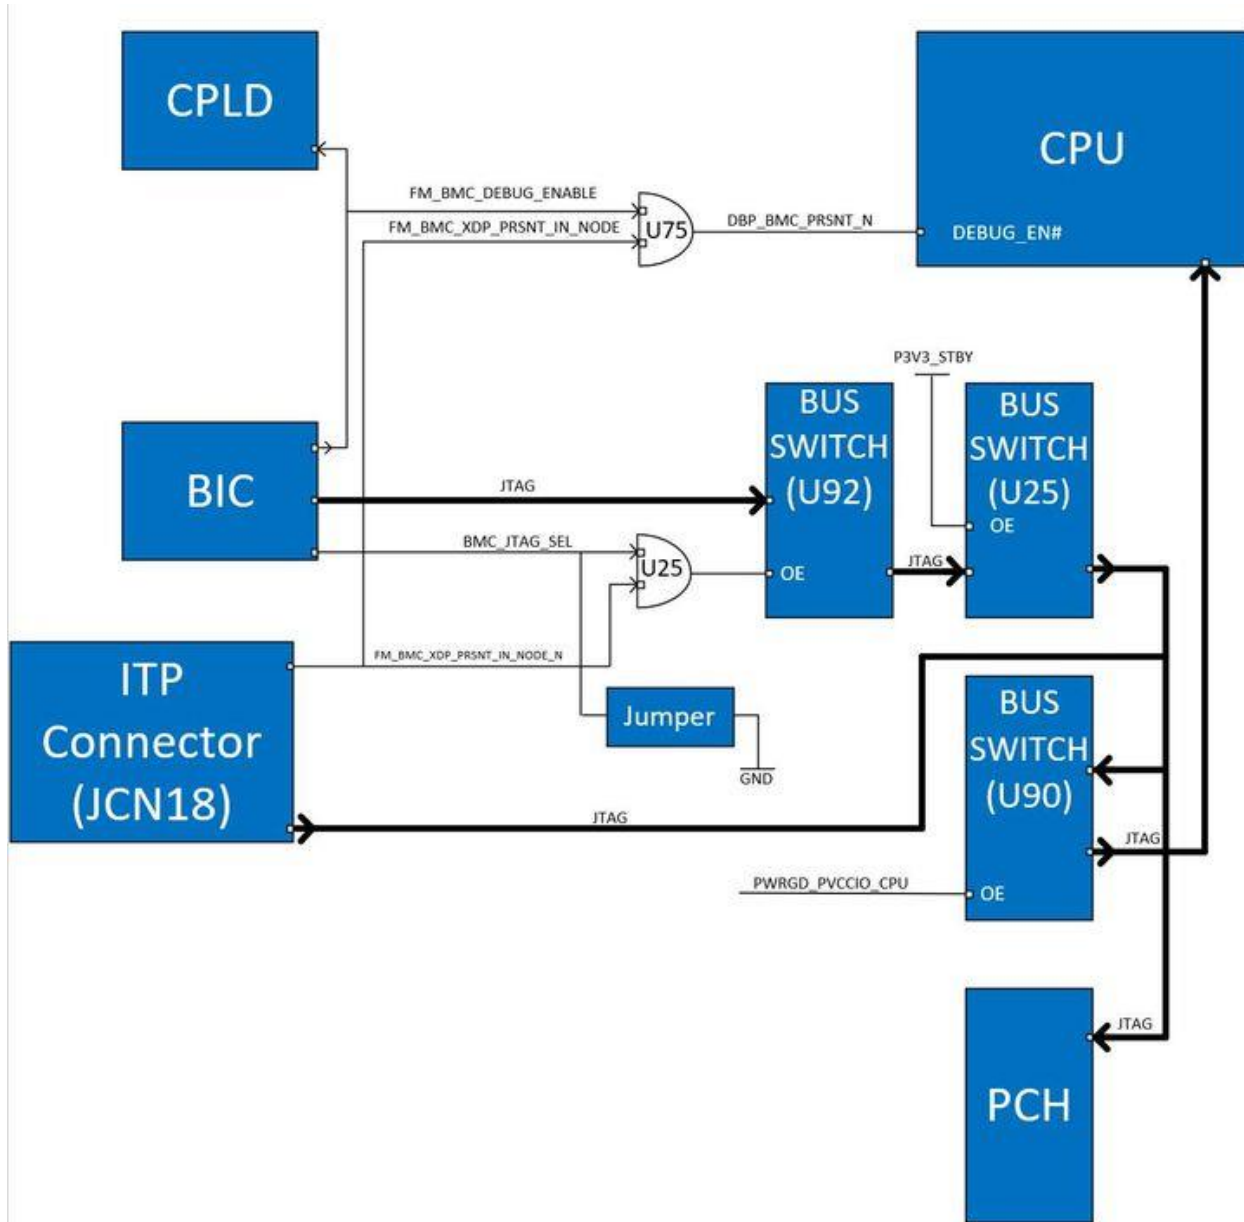 CPLD
CPU
FM_BMC_DEBUG_ENABLE
FM_BMC_XDP_PRSNT_IN_NODE
U75
DBP_BMC_PRSNT_N
DEBUG_EN#
P3V3_STBY
BUS
SWITCH
(U92)
OE
BUS
SWITCH
(U25)
OE
BIC
JTAG
BMC_JTAG_SEL
U25
JTAG
FM_BMC_XDP_PRSNT_IN_NODE_N
ITP
Connector
(JCN18)
Jumper
GND
JTAG
BUS
SWITCH
(U90)
JTAG
PWRGD_PVCCIO_CPU
OE
JTAG
PCH